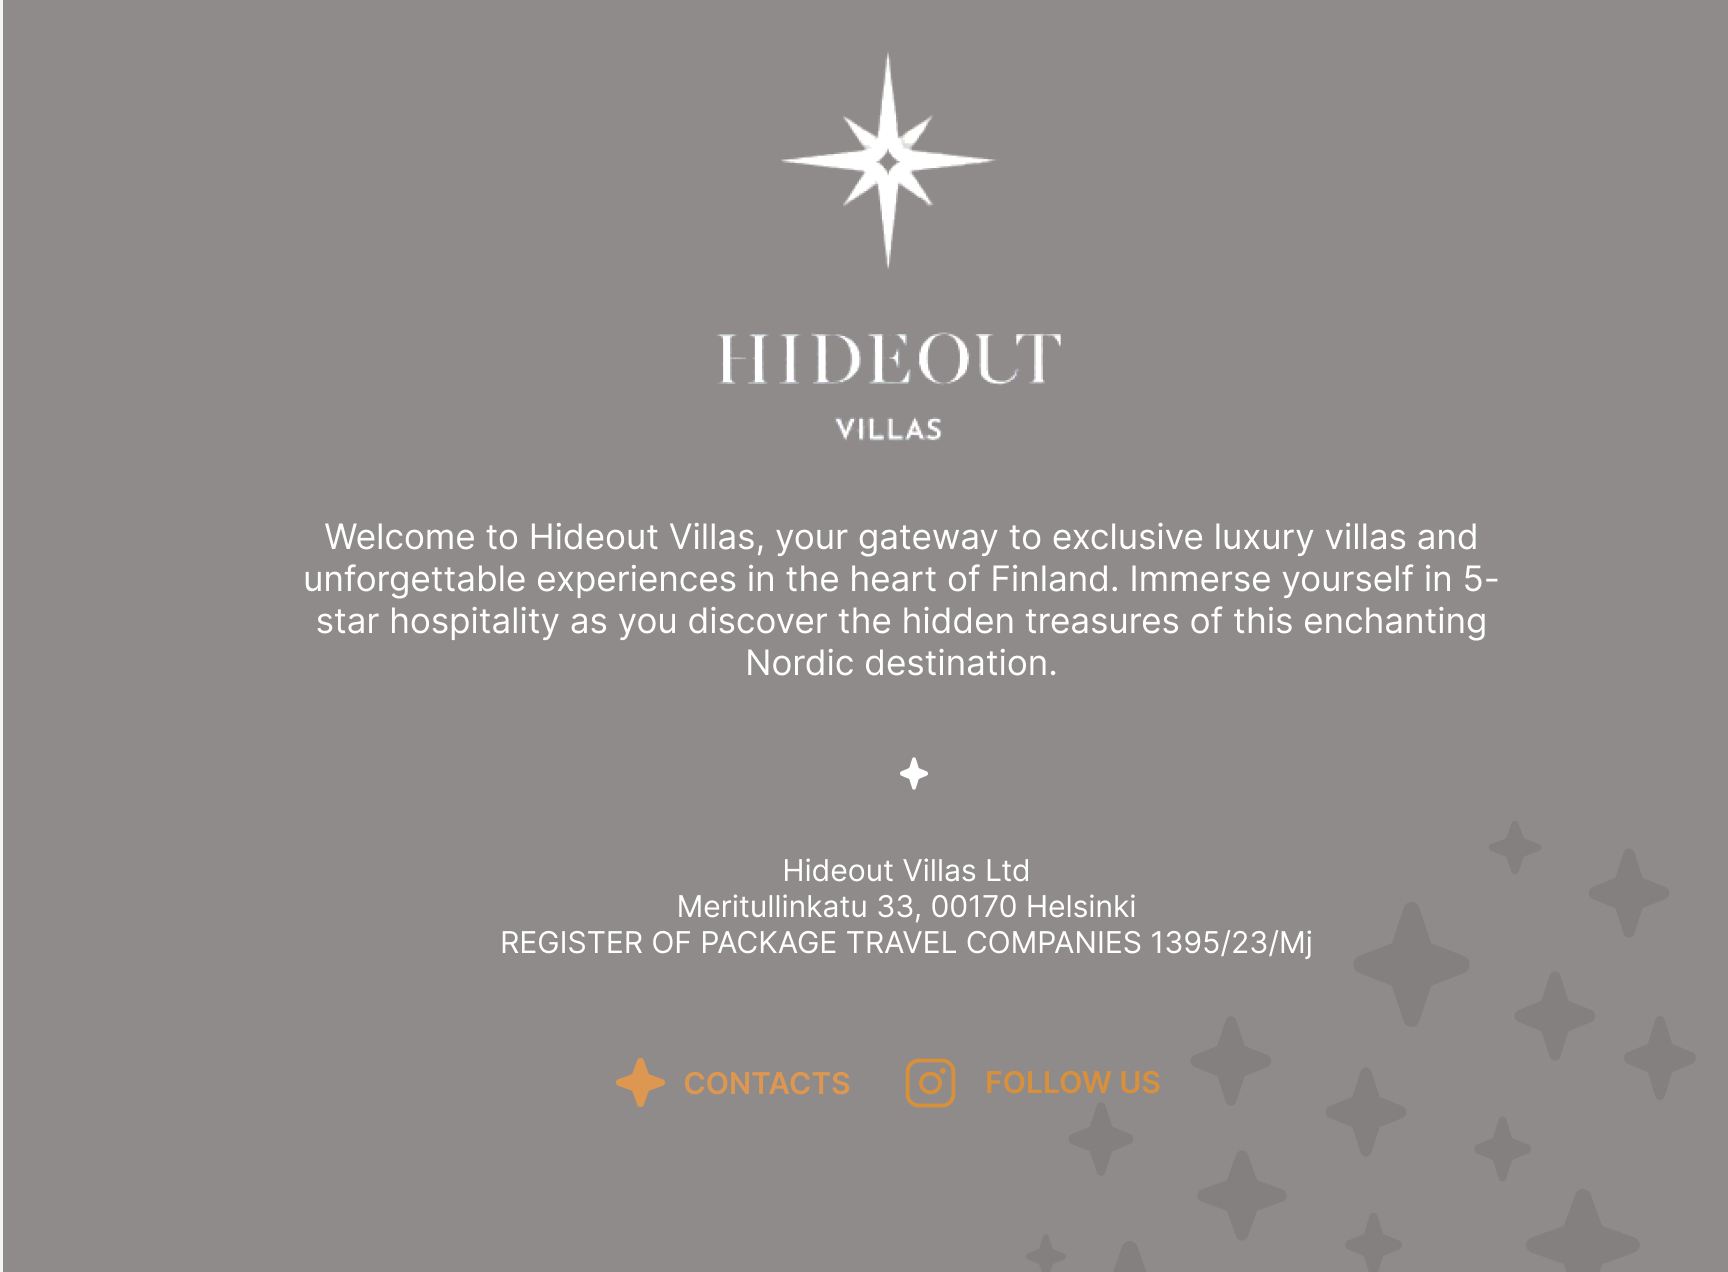 HIDEOUT
VILLAS
Welcome to Hideout Villas, your gateway to exclusive luxury villas and
unforgettable experiences in the heart of Finland. Immerse yourself in 5-
star hospitality as you discover the hidden treasures of this enchanting
Nordic destination.
Hideout Villas Ltd
Meritullinkatu 33, 00170 Helsinki
REGISTER OF PACKAGE TRAVEL COMPANIES 1395/23/Mj
CONTACTS FOLLOW US